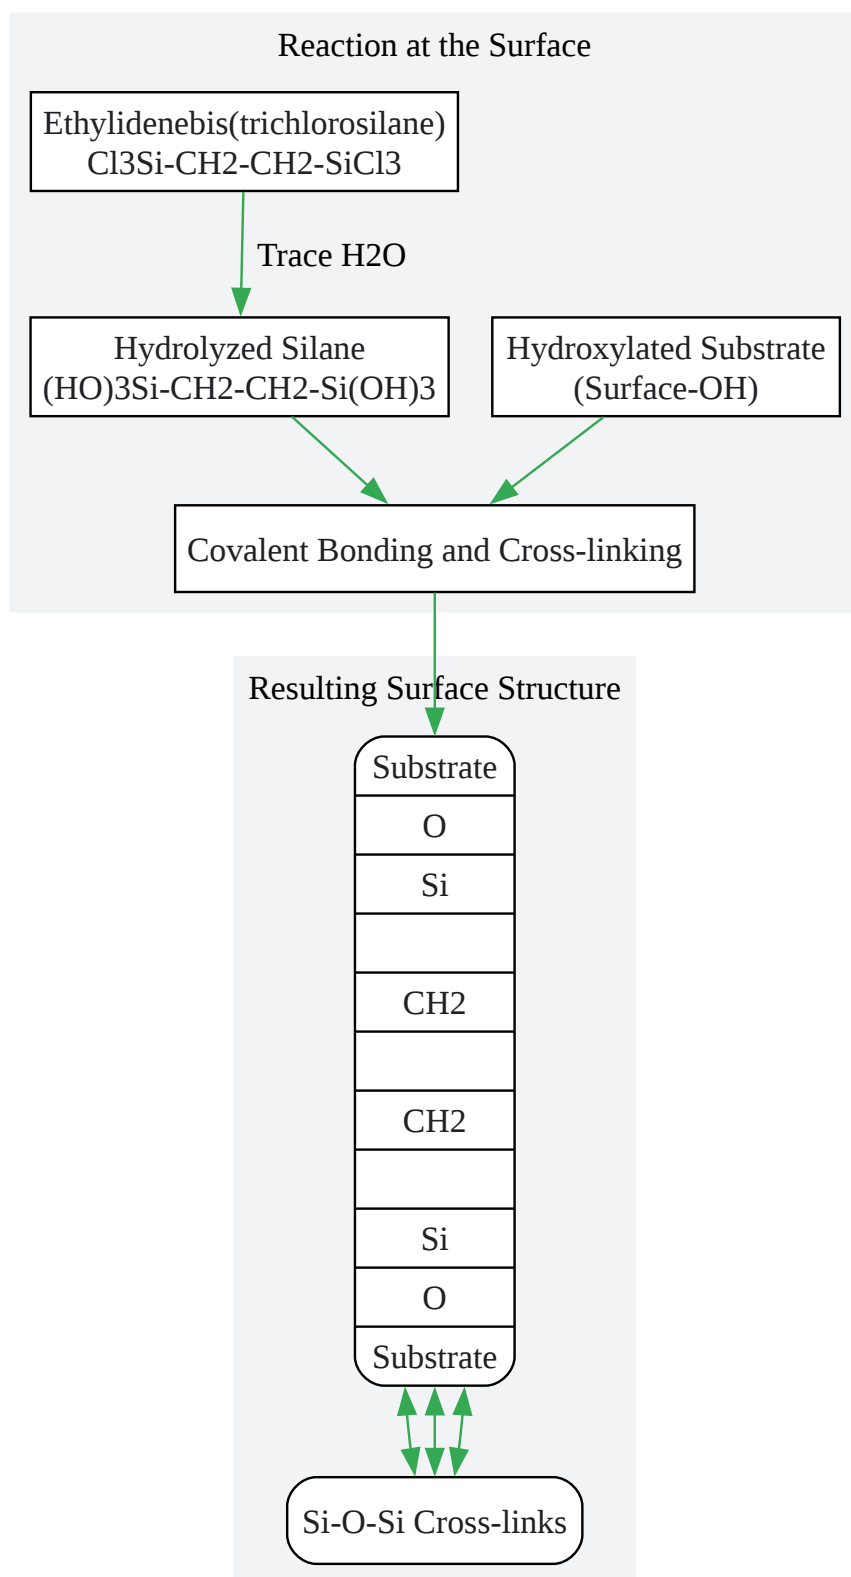 Reaction at the Surface
Ethylidenebis(trichlorosilane)
Cl3Si-CH2-CH2-SiCl3
Trace H2O
Hydrolyzed Silane
(HO)3Si-CH2-CH2-Si(OH)3
Hydroxylated Substrate
(Surface-OH)
Covalent Bonding and Cross-linking
Resulting Surface Structure
Substrate
O
Si
CH2
CH2
Si
O
Substrate
Si-O-Si Cross-links